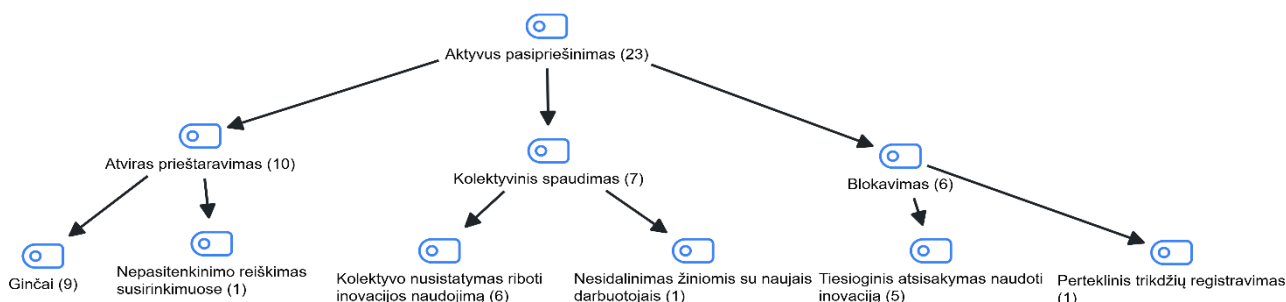 Aktyvus pasipriešinimas (23)
Atviras prieštaravimas (10)
Kolektyvinis spaudimas (7)
Blokavimas (6)
Ginčai (9)
Nepasitenkinimo reiškimas
susirinkimuose (1)
Kolektyvo nusistatymas riboti
inovacijos naudojimą (6)
Nesidalinimas žiniomis su naujais
darbuotojais (1)
Tiesioginis atsisakymas naudoti
inovaciją (5)
Perteklinis trikdžių registravimas
(1)